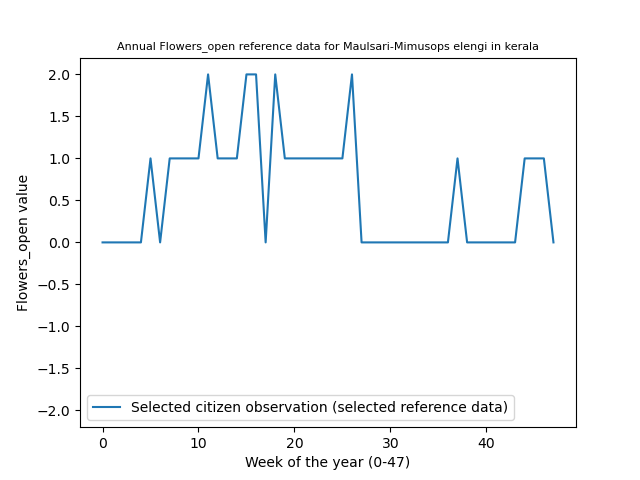 Annual Flowers_open reference data for Maulsari-Mimusops elengi in kerala
2.0
1.5
1.0
0.5
0.0
−0.5
−1.0
−1.5
−2.0
Flowers_open value
Selected citizen observation (selected reference data)
0 10 20 30 40
Week of the year (0-47)